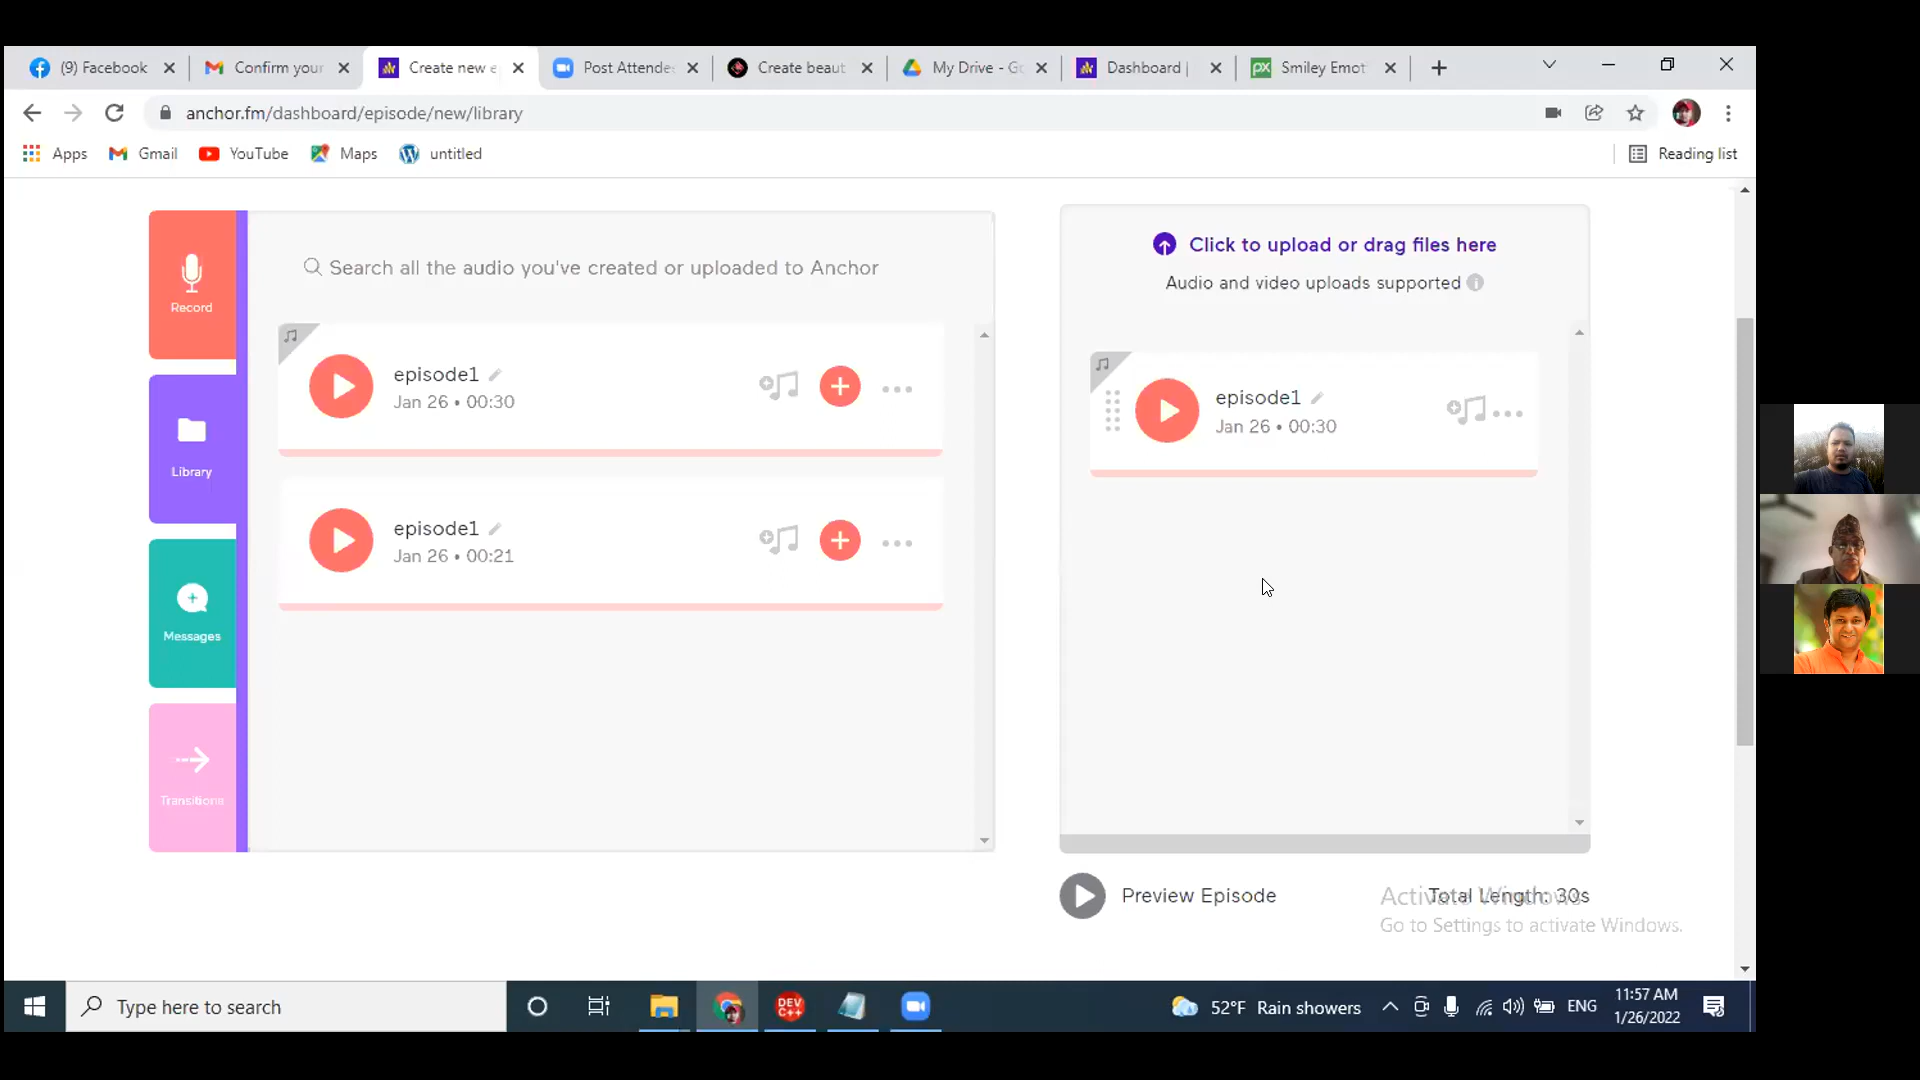 (9) Facebook
Confirm your
Create new e
Post Attende
Create beaut
My Drive - Go
Dashboard |
Smiley Emot
anchor.fm/dashboard/episode/new/library
Apps
Gmail
YouTube
Maps
untitled
Reading list
Record
Library
Messages
Transitions
Search all the audio you've created or uploaded to Anchor
episode1
Jan 26 • 00:30
episode1
Jan 26 • 00:21
Click to upload or drag files here
Audio and video uploads supported
episode1
Jan 26 • 00:30
Preview Episode
Total Length: 30s
Activate Windows
Go to Settings to activate Windows.
Type here to search
DEV
C++
52°F Rain showers
ENG
11:57 AM
1/26/2022